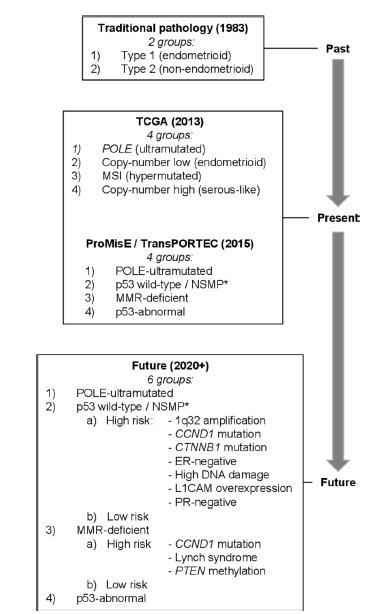 Traditional pathology (1983)
2 groups:
1) Type 1 (endometrioid)
2) Type 2 (non-endometrioid)
Past
TCGA (2013)
4 groups:
1) POLE (ultramutated)
2) Copy-number low (endometrioid)
3) MSI (hypermutated)
4) Copy-number high (serous-like)
Present
ProMisE / TransPORTEC (2015)
4 groups:
1) POLE-ultramutated
2) p53 wild-type / NSMP*
3) MMR-deficient
4) p53-abnormal
Future (2020+)
6 groups:
1) POLE-ultramutated
2) p53 wild-type / NSMP*
a) High risk: - 1q32 amplification
- CCND1 mutation
- CTNNB1 mutation
- ER-negative
- High DNA damage
- L1CAM overexpression
- PR-negative
Future
b) Low risk
3) MMR-deficient
a) High risk - CCND1 mutation
- Lynch syndrome
- PTEN methylation
b) Low risk
4) p53-abnormal